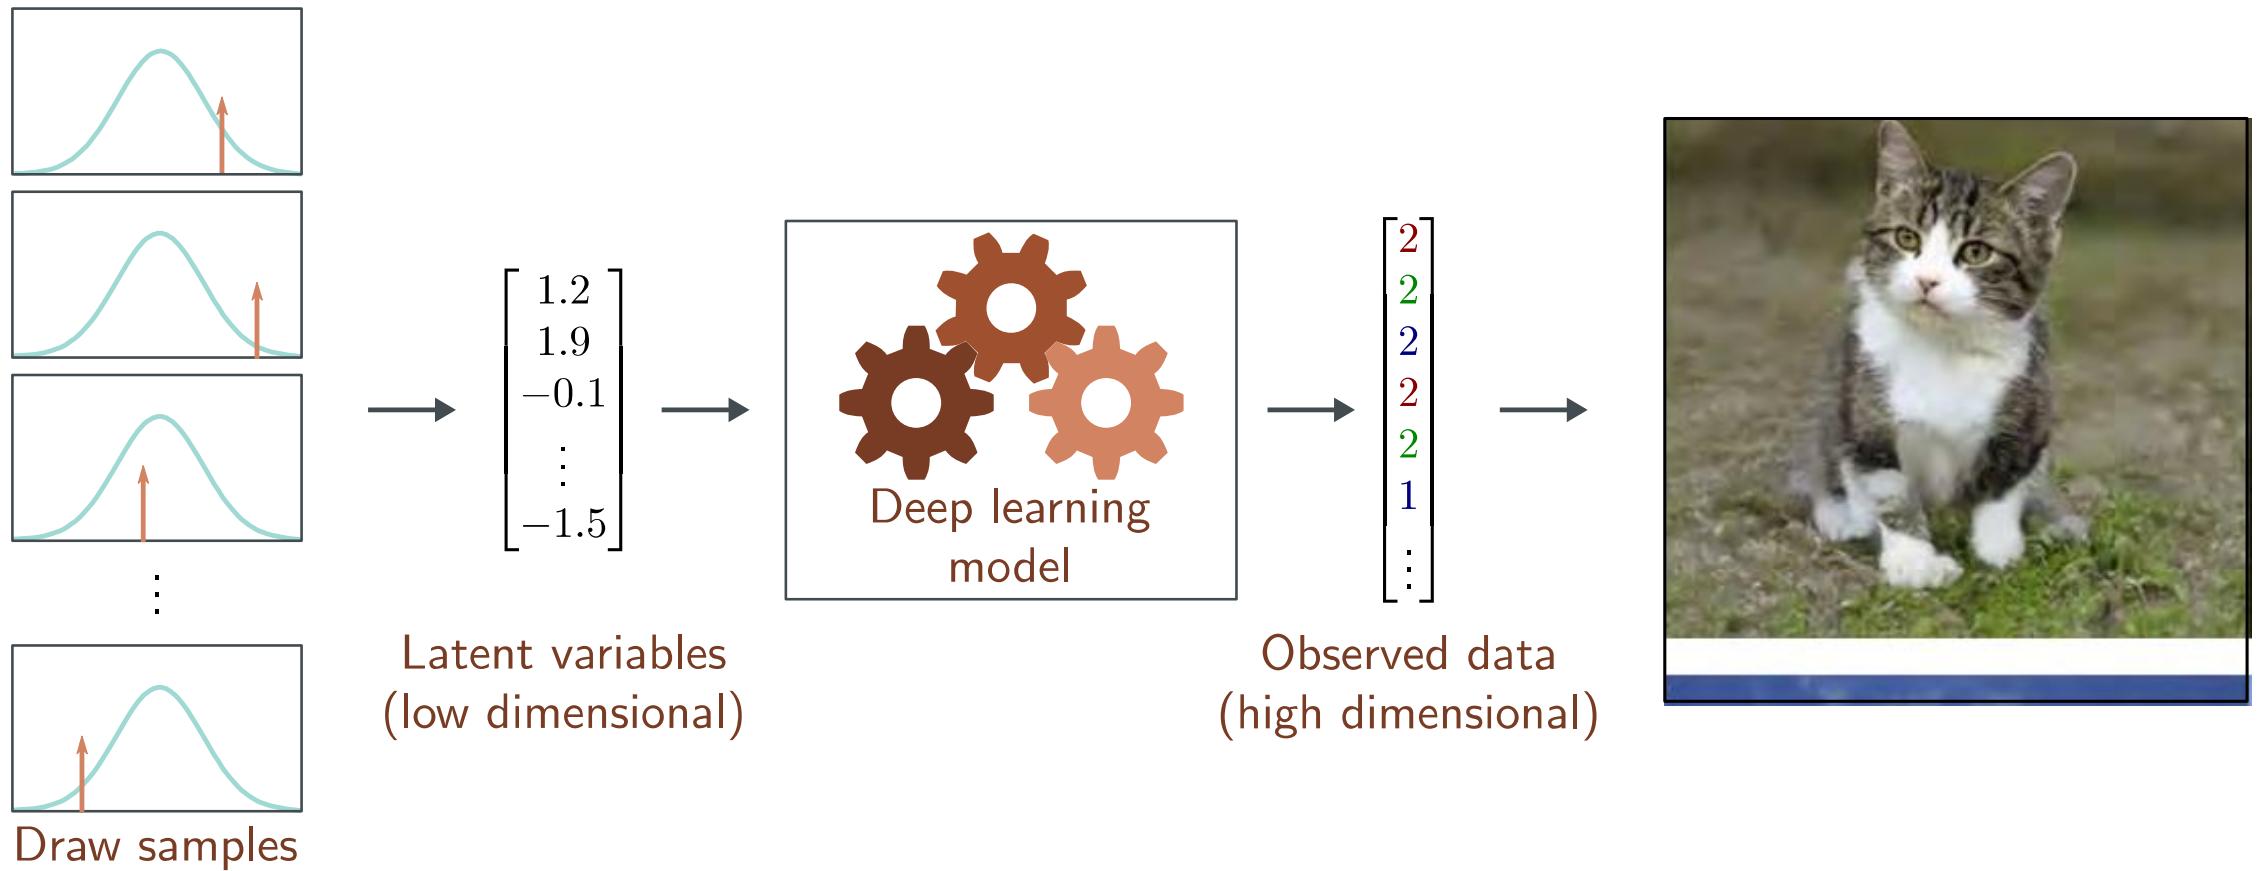 1.2
1.9
−0.1
⋮
−1.5
Deep learning
model
2
2
2
2
2
1
⋮
⋮
Latent variables
(low dimensional)
Observed data
(high dimensional)
Draw samples